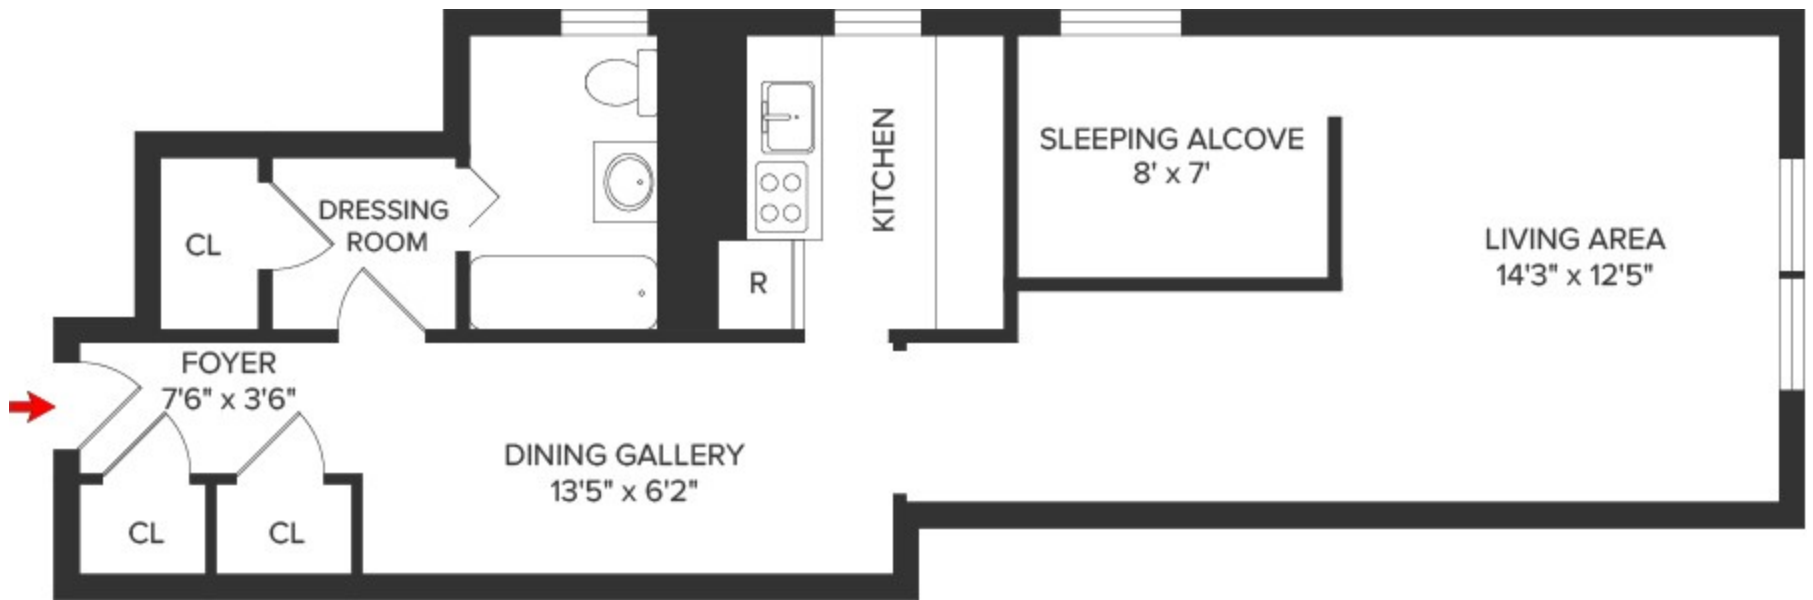 SLEEPING ALCOVE
8' x 7'
KITCHEN
DRESSING
ROOM
CL
LIVING AREA
14'3" x 12'5"
R
FOYER
7'6" x 3'6"
DINING GALLERY
13'5" x 6'2"
CL
CL